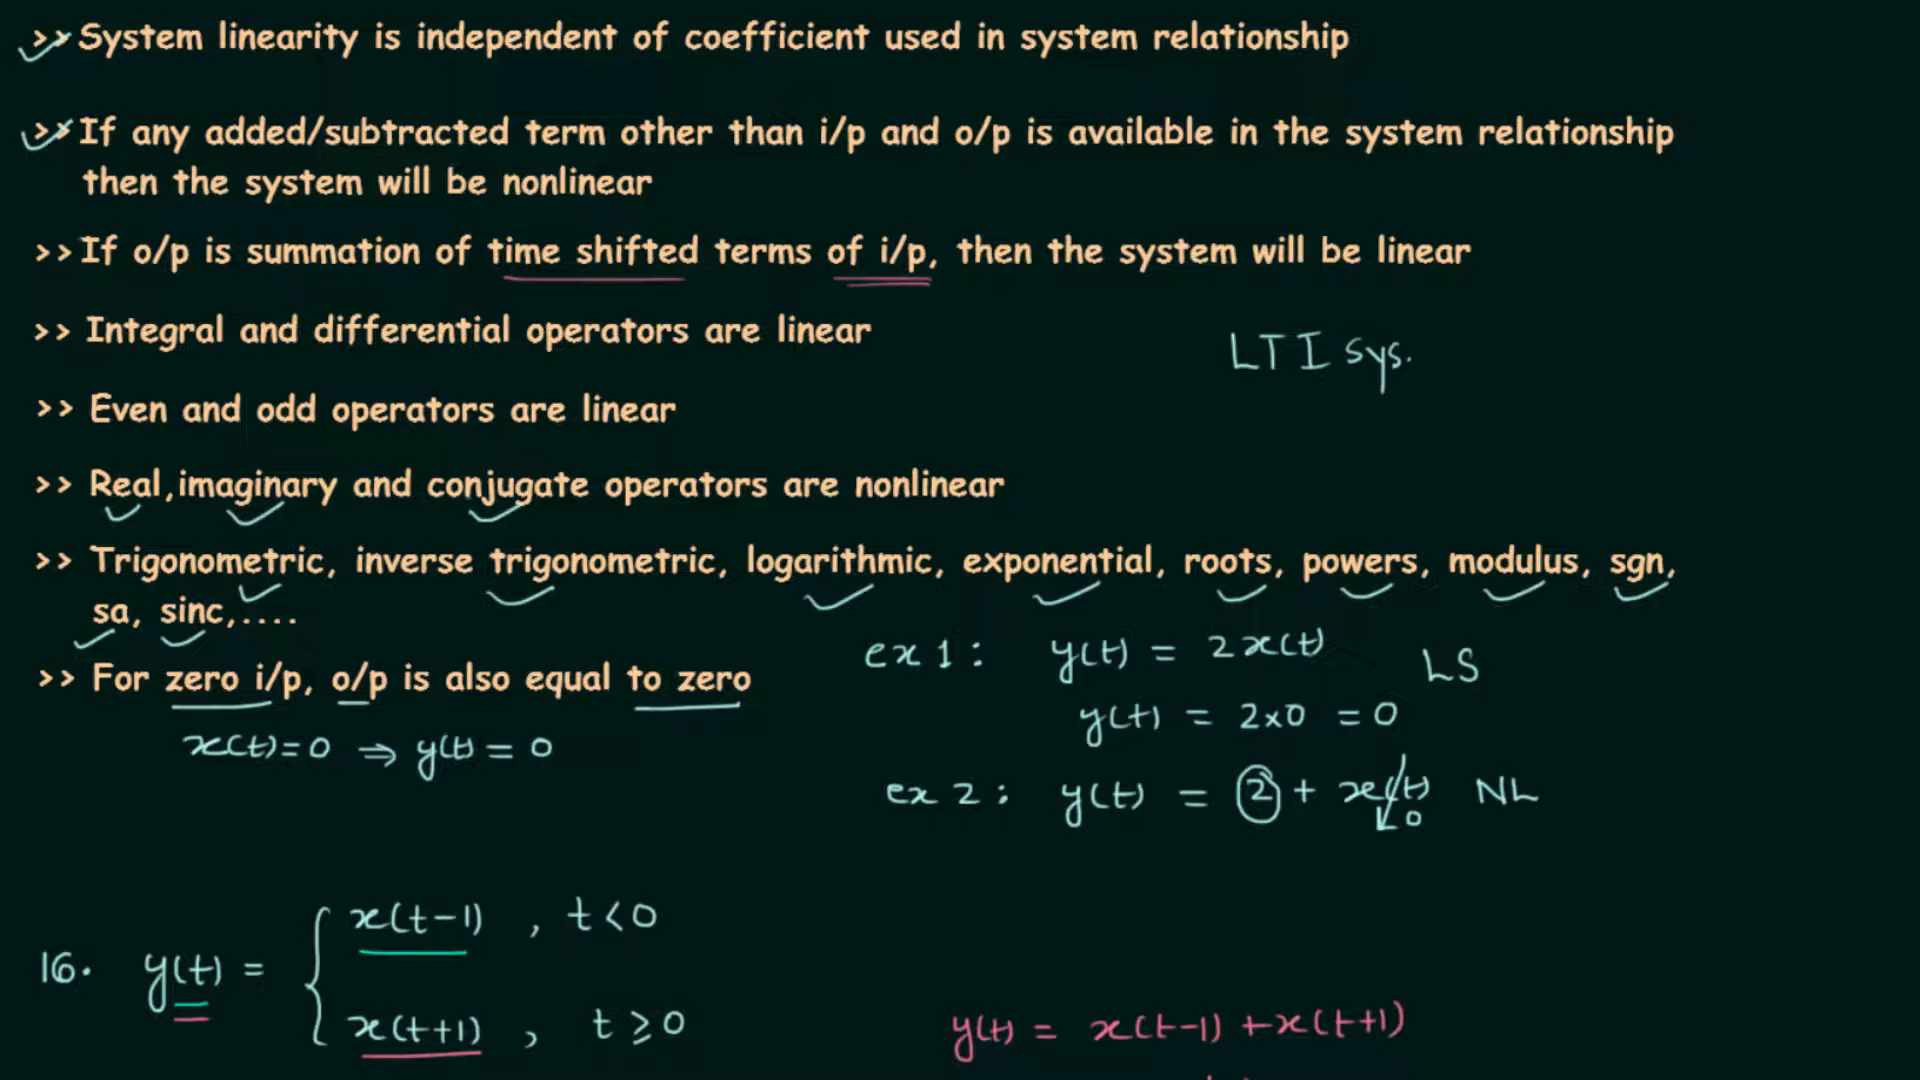 >> System linearity is independent of coefficient used in system relationship
>> If any added/subtracted term other than i/p and o/p is available in the system relationship
then the system will be nonlinear
>> If o/p is summation of time shifted terms of i/p, then the system will be linear
>> Integral and differential operators are linear
LTI sys.
>> Even and odd operators are linear
>> Real,imaginary and conjugate operators are nonlinear
>> Trigonometric, inverse trigonometric, logarithmic, exponential, roots, powers, modulus, sgn,
sa, sinc,....
>> For zero i/p, o/p is also equal to zero
x(t)=0 ⇒ y(t) = 0
ex 1: y(t) = 2x(t) LS
y(t) = 2×0 = 0
ex 2: y(t) = 2 + x(t) NL
0
16. y(t) = { x(t-1) , t<0
x(t+1) , t≥0
y(t) = x(t-1) +x(t+1)